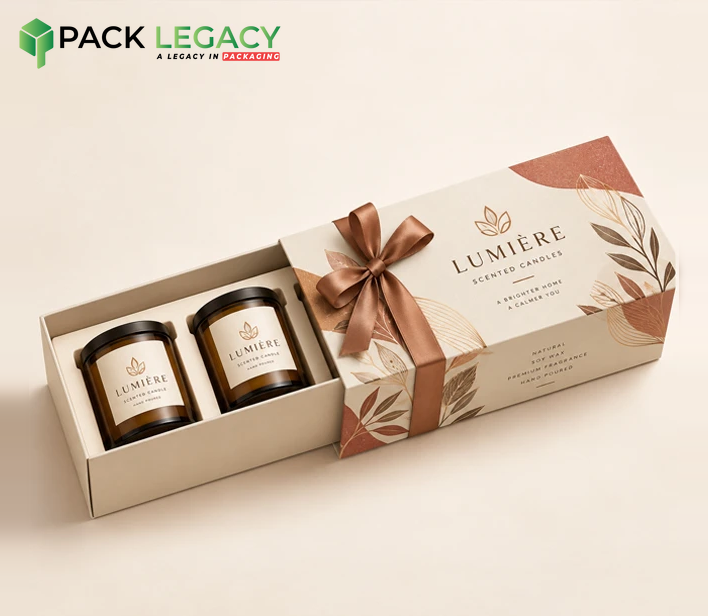 PACK LEGACY
A LEGACY IN PACKAGING
LUMIÈRE
SCENTED CANDLES
A BRIGHTER HOME
A CALMER YOU
NATURAL
SOY WAX
PREMIUM FRAGRANCE
HAND-POURED
LUMIÈRE
SCENTED CANDLE
HAND POURED
LUMIÈRE
SCENTED CANDLE
HAND POURED